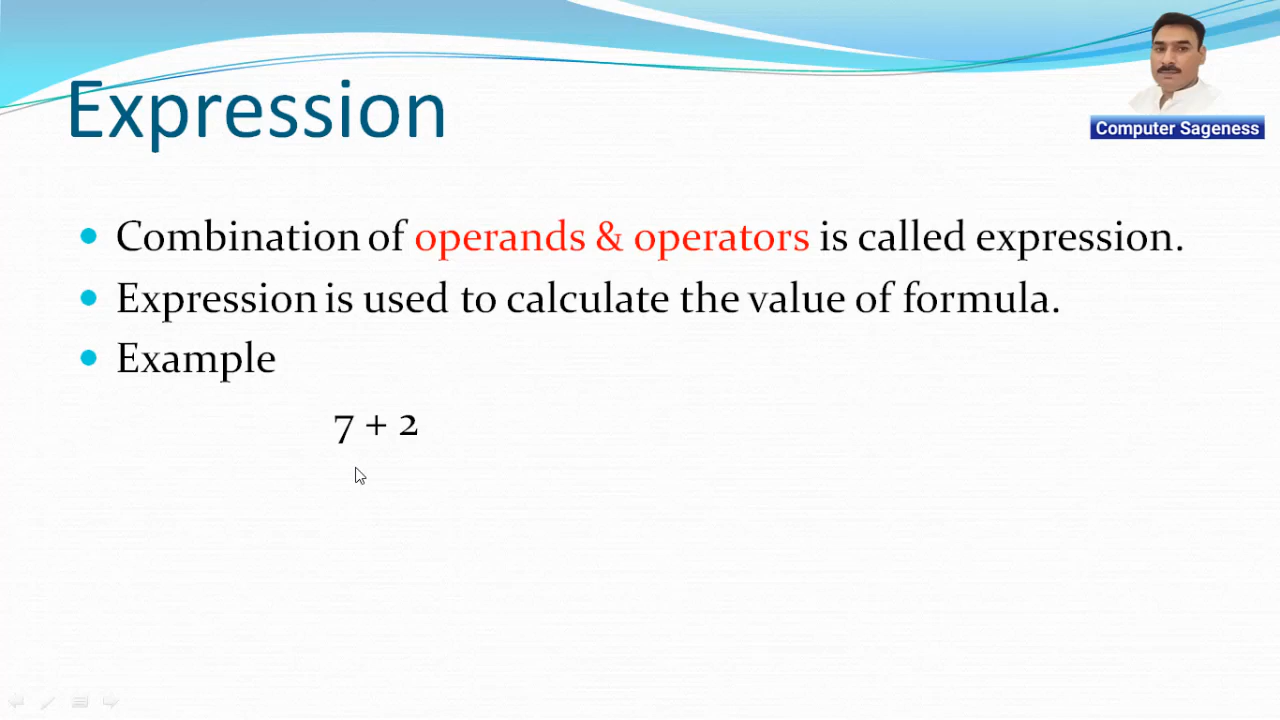 Expression
Computer Sageness
Combination of operands & operators is called expression.
Expression is used to calculate the value of formula.
Example
7 + 2